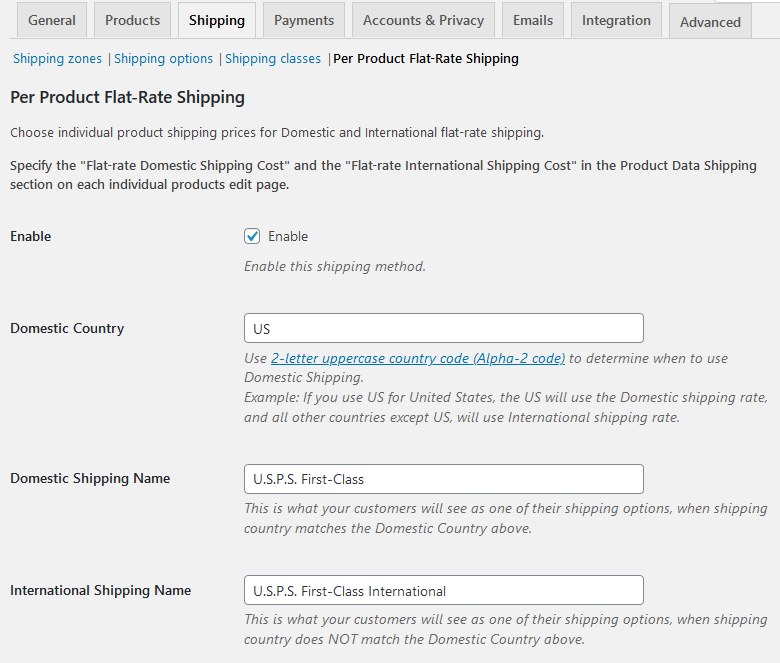 General Products Shipping Payments Accounts & Privacy Emails Integration Advanced
Shipping zones | Shipping options | Shipping classes | Per Product Flat-Rate Shipping
Per Product Flat-Rate Shipping
Choose individual product shipping prices for Domestic and International flat-rate shipping.
Specify the "Flat-rate Domestic Shipping Cost" and the "Flat-rate International Shipping Cost" in the Product Data Shipping
section on each individual products edit page.
Enable Enable
Enable this shipping method.
Domestic Country US
Use 2-letter uppercase country code (Alpha-2 code) to determine when to use
Domestic Shipping.
Example: If you use US for United States, the US will use the Domestic shipping rate,
and all other countries except US, will use International shipping rate.
Domestic Shipping Name U.S.P.S. First-Class
This is what your customers will see as one of their shipping options, when shipping
country matches the Domestic Country above.
International Shipping Name U.S.P.S. First-Class International
This is what your customers will see as one of their shipping options, when shipping
country does NOT match the Domestic Country above.